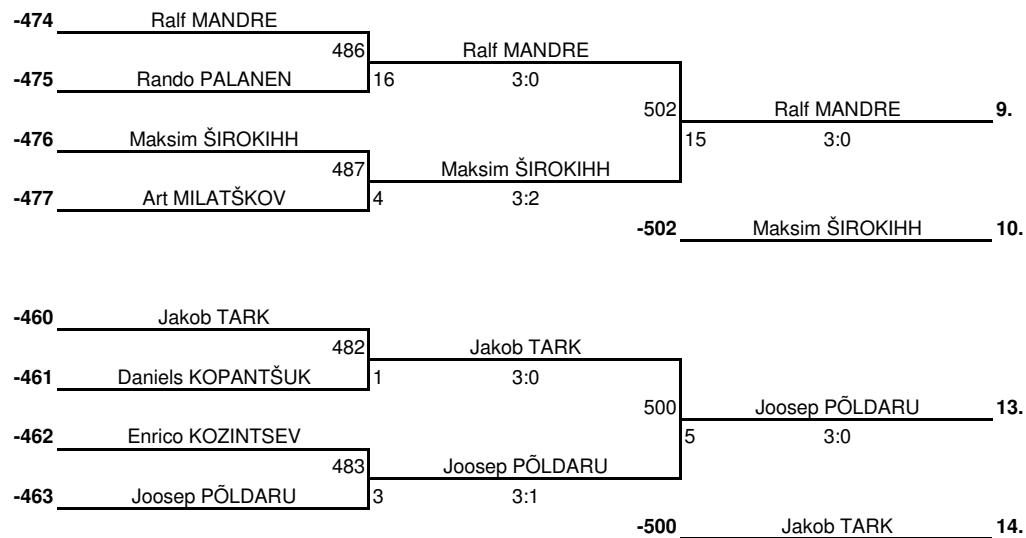 -474 Ralf MANDRE
486 Ralf MANDRE
-475 Rando PALANEN 16 3:0
502 Ralf MANDRE 9.
-476 Maksim ŠIROKIHH 15 3:0
487 Maksim ŠIROKIHH
-477 Art MILATŠKOV 4 3:2
-502 Maksim ŠIROKIHH 10.
-460 Jakob TARK
482 Jakob TARK
-461 Daniels KOPANTŠUK 1 3:0
500 Joosep PÕLDARU 13.
-462 Enrico KOZINTSEV 5 3:0
483 Joosep PÕLDARU
-463 Joosep PÕLDARU 3 3:1
-500 Jakob TARK 14.